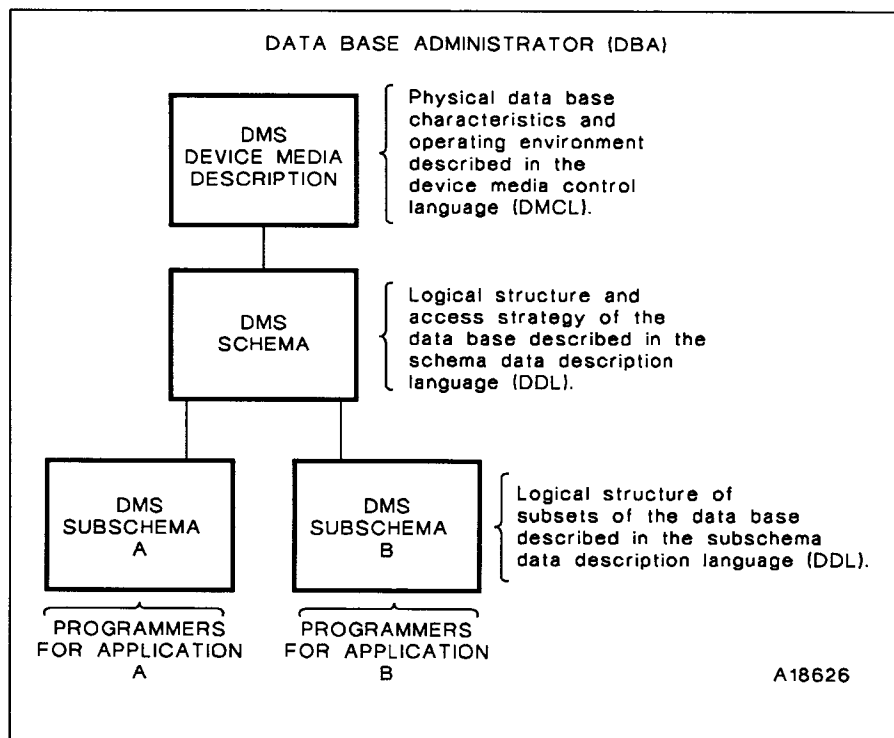 DATA BASE ADMINISTRATOR (DBA)
DMS
DEVICE MEDIA
DESCRIPTION
Physical data base
characteristics and
operating environment
described in the
device media control
language (DMCL).
DMS
SCHEMA
Logical structure and
access strategy of the
data base described in the
schema data description
language (DDL).
DMS
SUBSCHEMA
A
DMS
SUBSCHEMA
B
Logical structure of
subsets of the data base
described in the subschema
data description language (DDL).
PROGRAMMERS
FOR APPLICATION
A
PROGRAMMERS
FOR APPLICATION
B
A18626